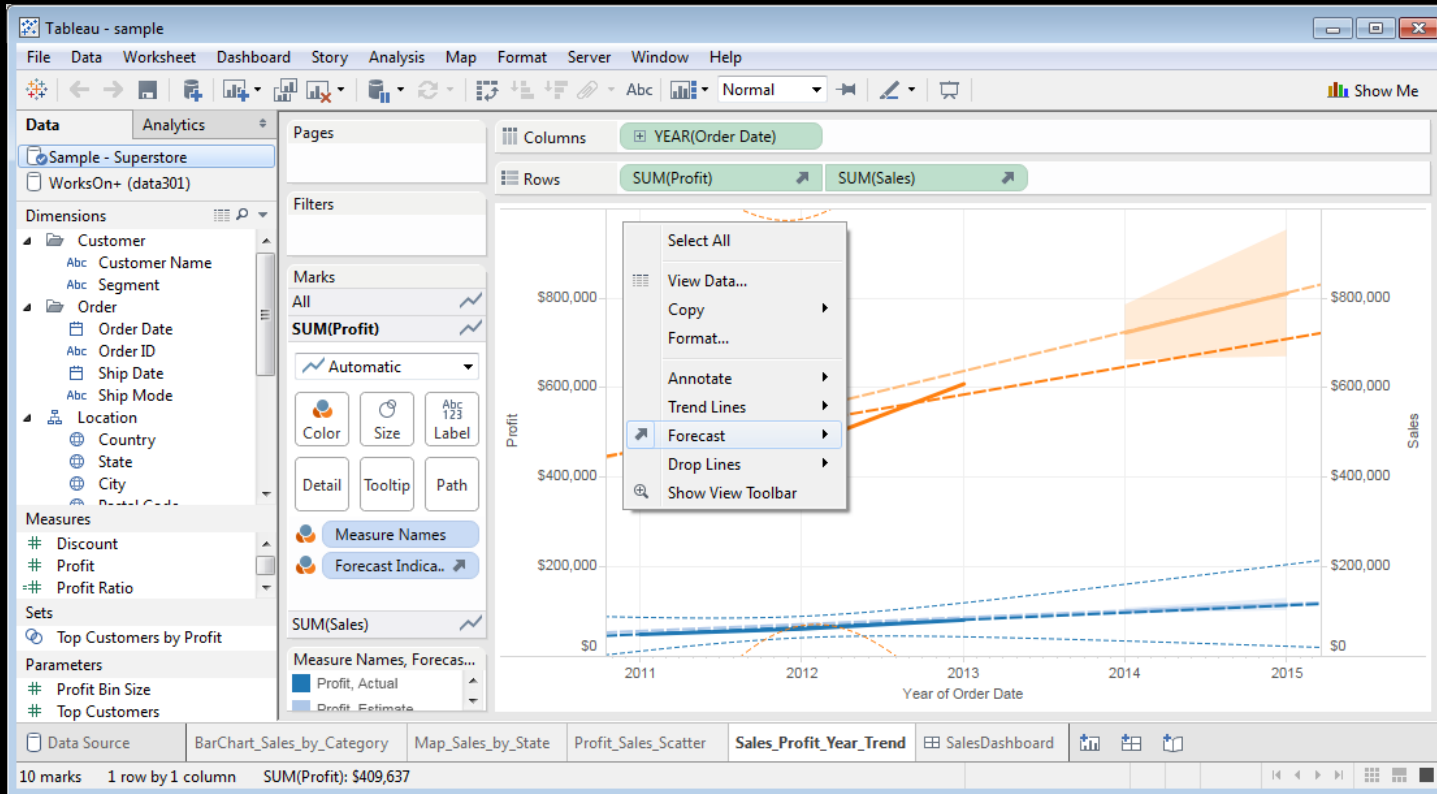 Tableau - sample
File Data Worksheet Dashboard Story Analysis Map Format Server Window Help
Abc Normal Show Me
Data Analytics
Sample - Superstore
WorksOn+ (data301)
Dimensions
Customer
Abc Customer Name
Abc Segment
Order
Order Date
Abc Order ID
Ship Date
Abc Ship Mode
Location
Country
State
City
Postal Code
Measures
# Discount
# Profit
=# Profit Ratio
Sets
Top Customers by Profit
Parameters
# Profit Bin Size
# Top Customers
Pages
Filters
Marks
All
SUM(Profit)
Automatic
Abc
123
Color Size Label
Detail Tooltip Path
Measure Names
Forecast Indica..
SUM(Sales)
Measure Names, Forecas...
Profit, Actual
Profit, Estimate
Columns YEAR(Order Date)
Rows SUM(Profit) SUM(Sales)
Select All
View Data...
Copy
Format...
Annotate
Trend Lines
Forecast
Drop Lines
Show View Toolbar
Profit
$800,000
$600,000
$400,000
$200,000
$0
$800,000
$600,000
$400,000
$200,000
$0
Sales
2011 2012 2013 2014 2015
Year of Order Date
Data Source BarChart_Sales_by_Category Map_Sales_by_State Profit_Sales_Scatter Sales_Profit_Year_Trend SalesDashboard
10 marks 1 row by 1 column SUM(Profit): $409,637